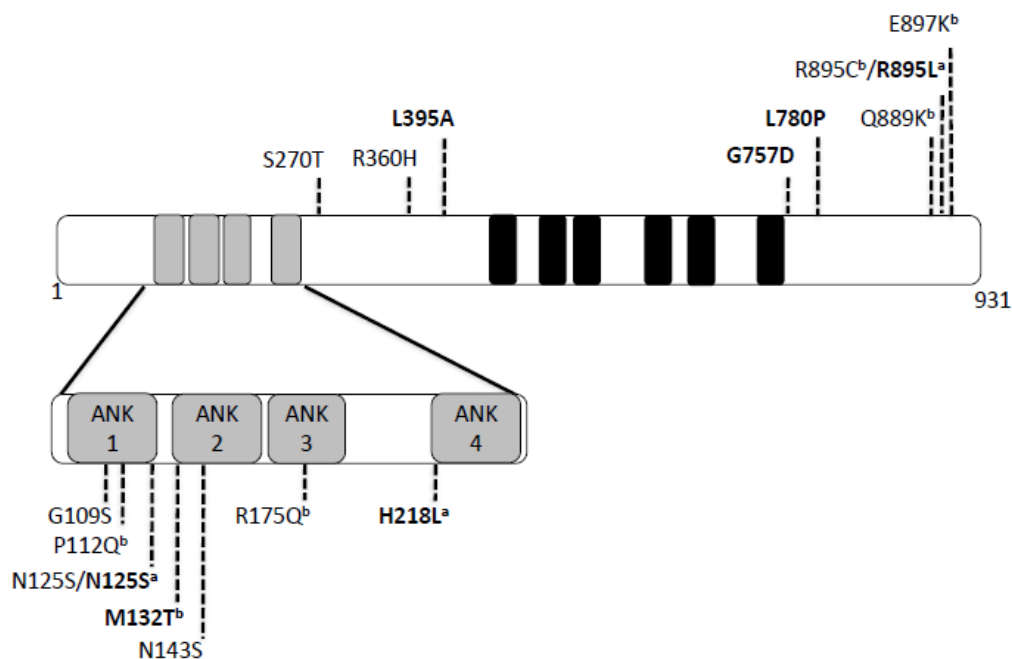 E897Kᵇ
R895Cᵇ/R895Lᵃ
L395A
L780P
Q889Kᵇ
S270T
R360H
G757D
1
931
ANK
1
ANK
2
ANK
3
ANK
4
G109S
R175Qᵇ
H218Lᵃ
P112Qᵇ
N125S/N125Sᵃ
M132Tᵇ
N143S